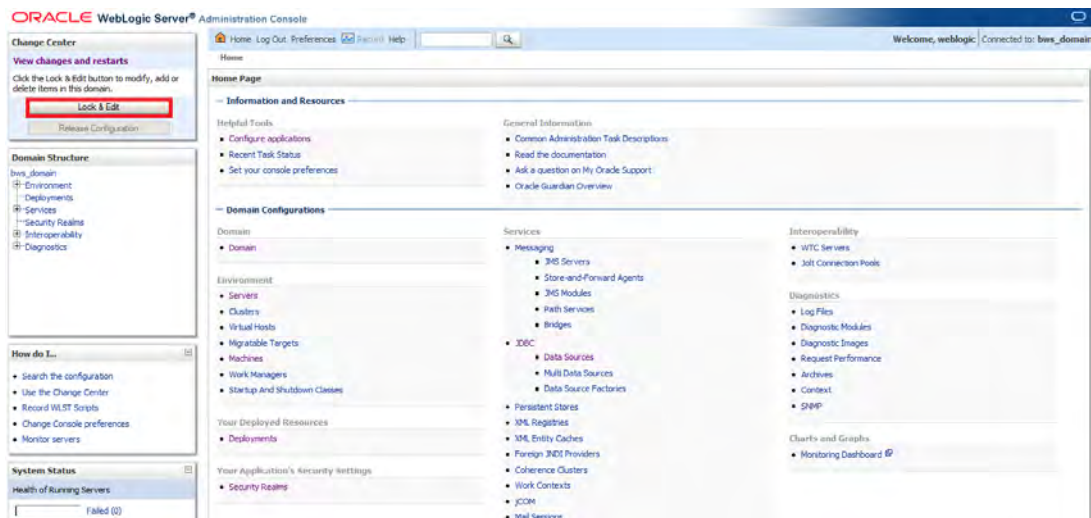 ORACLE WebLogic Server® Administration Console
Change Center
View changes and restarts
Click the Lock & Edit button to modify, add or
delete items in this domain.
Lock & Edit
Release Configuration
Domain Structure
bws_domain
Environment
Deployments
Services
Security Realms
Interoperability
Diagnostics
How do I...
Search the configuration
Use the Change Center
Record WLST Scripts
Change Console preferences
Monitor servers
System Status
Health of Running Servers
Failed (0)
Home Log Out Preferences Record Help
Welcome, weblogic Connected to: bws_domain
Home
Home Page
Information and Resources
Helpful Tools
Configure applications
Recent Task Status
Set your console preferences
General Information
Common Administration Task Descriptions
Read the documentation
Ask a question on My Oracle Support
Oracle Guardian Overview
Domain Configurations
Domain
Domain
Environment
Servers
Clusters
Virtual Hosts
Migratable Targets
Machines
Work Managers
Startup And Shutdown Classes
Your Deployed Resources
Deployments
Your Application's Security Settings
Security Realms
Services
Messaging
JMS Servers
Store-and-Forward Agents
JMS Modules
Path Services
Bridges
JDBC
Data Sources
Multi Data Sources
Data Source Factories
Persistent Stores
XML Registries
XML Entity Caches
Foreign JNDI Providers
Coherence Clusters
Work Contexts
jCOM
Mail Sessions
Interoperability
WTC Servers
Jolt Connection Pools
Diagnostics
Log Files
Diagnostic Modules
Diagnostic Images
Request Performance
Archives
Context
SNMP
Charts and Graphs
Monitoring Dashboard